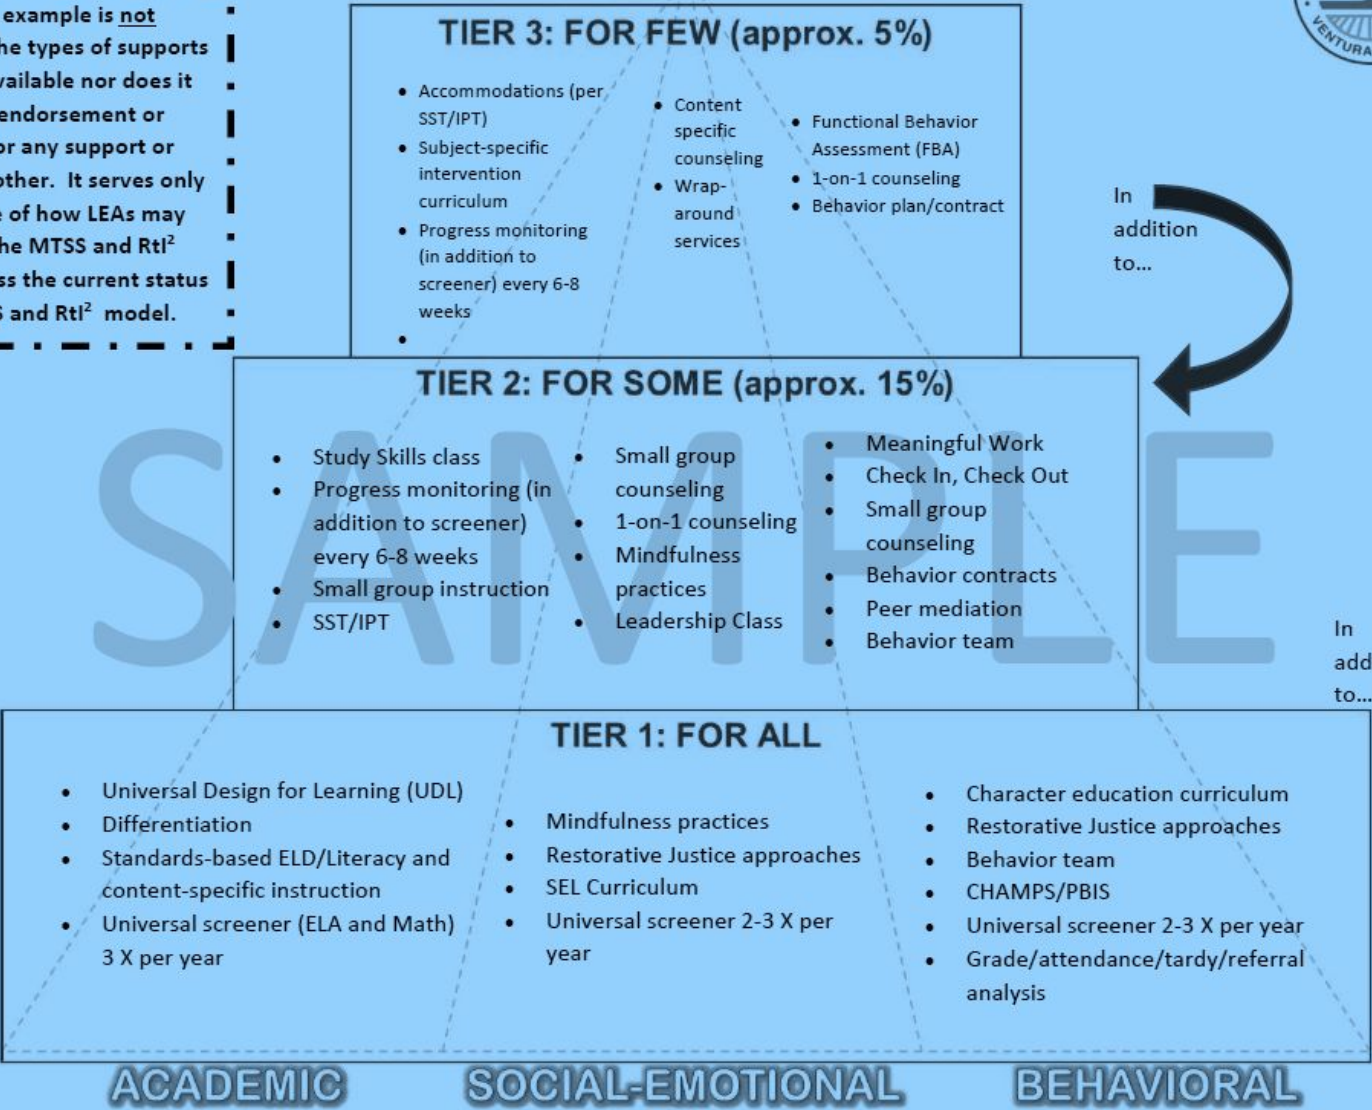 example is not
he types of supports
vailable nor does it
endorsement or
or any support or
other. It serves only
e of how LEAs may
he MTSS and RtI²
ss the current status
S and RtI² model.
VENTURA
TIER 3: FOR FEW (approx. 5%)
• Accommodations (per
SST/IPT)
• Subject-specific
intervention
curriculum
• Progress monitoring
(in addition to
screener) every 6-8
weeks
•
• Content
specific
counseling
• Wrap-
around
services
• Functional Behavior
Assessment (FBA)
• 1-on-1 counseling
• Behavior plan/contract
In
addition
to...
TIER 2: FOR SOME (approx. 15%)
• Study Skills class
• Progress monitoring (in
addition to screener)
every 6-8 weeks
• Small group instruction
• SST/IPT
• Small group
counseling
• 1-on-1 counseling
• Mindfulness
practices
• Leadership Class
• Meaningful Work
• Check In, Check Out
• Small group
counseling
• Behavior contracts
• Peer mediation
• Behavior team
SAMPLE
In
add
to...
TIER 1: FOR ALL
• Universal Design for Learning (UDL)
• Differentiation
• Standards-based ELD/Literacy and
content-specific instruction
• Universal screener (ELA and Math)
3 X per year
• Mindfulness practices
• Restorative Justice approaches
• SEL Curriculum
• Universal screener 2-3 X per
year
• Character education curriculum
• Restorative Justice approaches
• Behavior team
• CHAMPS/PBIS
• Universal screener 2-3 X per year
• Grade/attendance/tardy/referral
analysis
ACADEMIC
SOCIAL-EMOTIONAL
BEHAVIORAL